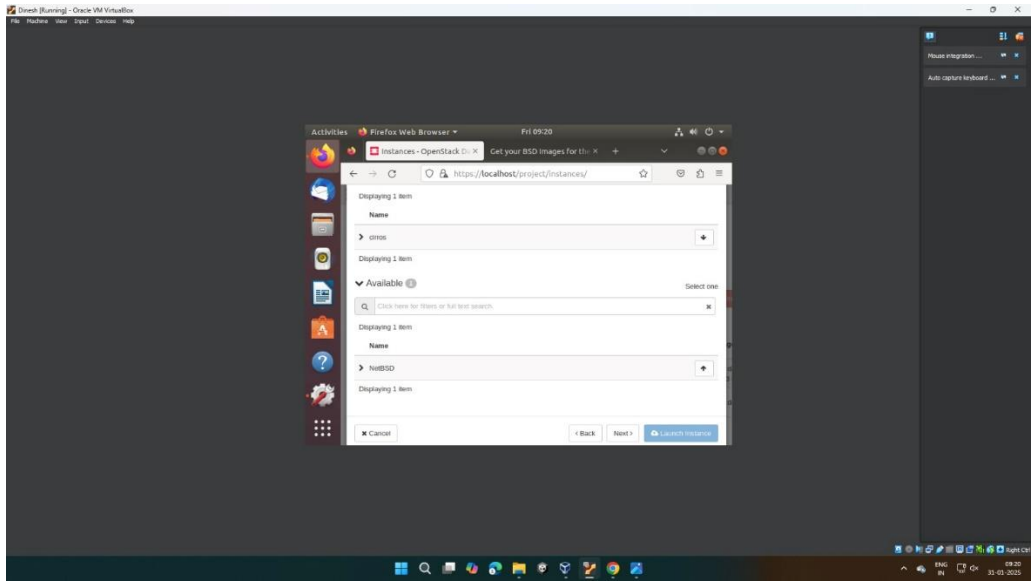 Dinesh [Running] - Oracle VM VirtualBox
File Machine View Input Devices Help
Mouse integration ...
Auto capture keyboard ...
Activities Firefox Web Browser Fri 09:20
Instances - OpenStack Da Get your BSD images for the
https://localhost/project/instances/
Displaying 1 item
Name
cirros
Displaying 1 item
Available 1
Select one
Click here for filters or full text search.
Displaying 1 item
Name
NetBSD
Displaying 1 item
Cancel
Back Next Launch Instance
Right Ctrl
ENG 09:20
IN 31-01-2025